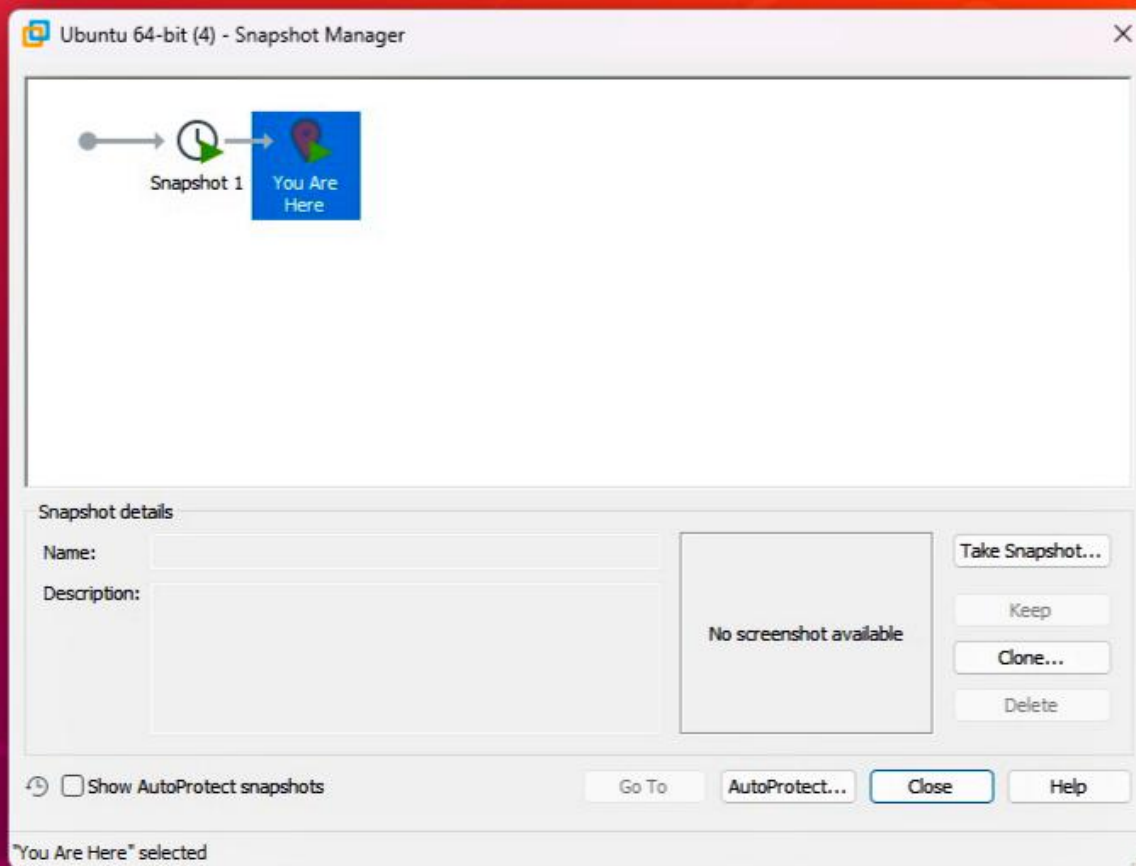 Ubuntu 64-bit (4) - Snapshot Manager
Snapshot 1
You Are
Here
Snapshot details
Name:
Description:
No screenshot available
Take Snapshot...
Keep
Clone...
Delete
Show AutoProtect snapshots
Go To
AutoProtect...
Close
Help
"You Are Here" selected